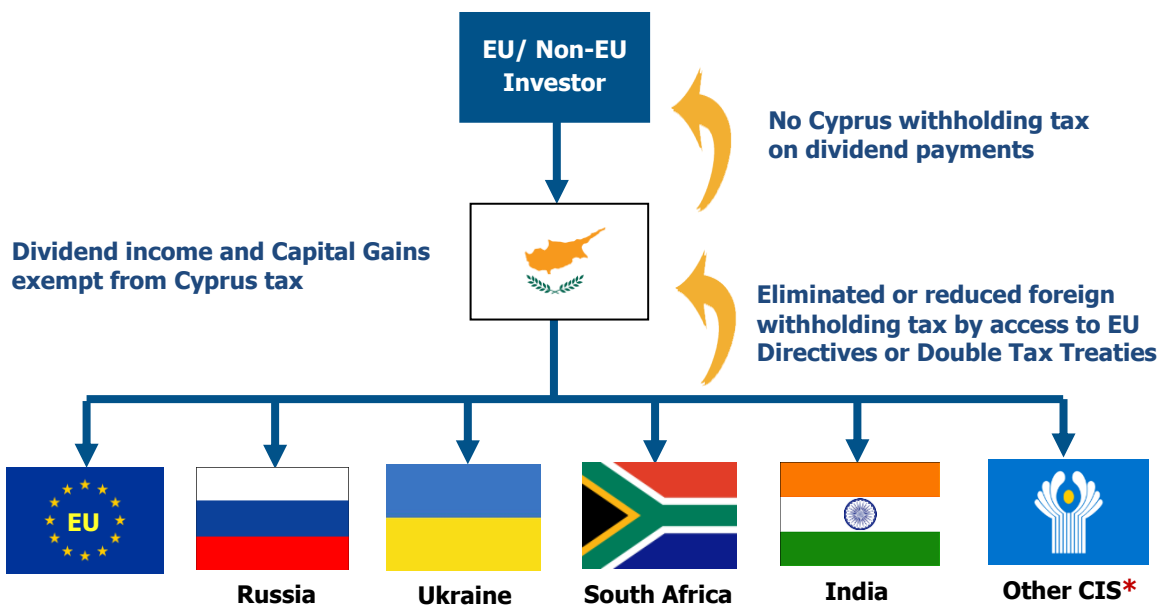 EU/ Non-EU
Investor
No Cyprus withholding tax
on dividend payments
Dividend income and Capital Gains
exempt from Cyprus tax
Eliminated or reduced foreign
withholding tax by access to EU
Directives or Double Tax Treaties
EU
Russia
Ukraine
South Africa
India
Other CIS*